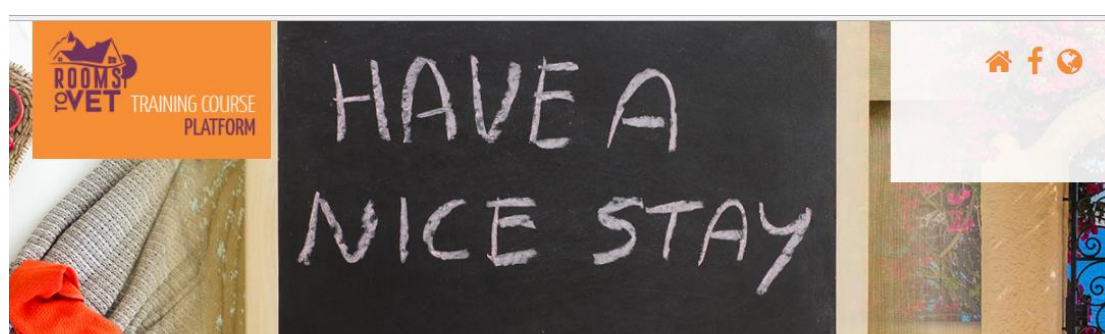 ROOMS
TO VET
TRAINING COURSE
PLATFORM
HAVE A
NICE STAY